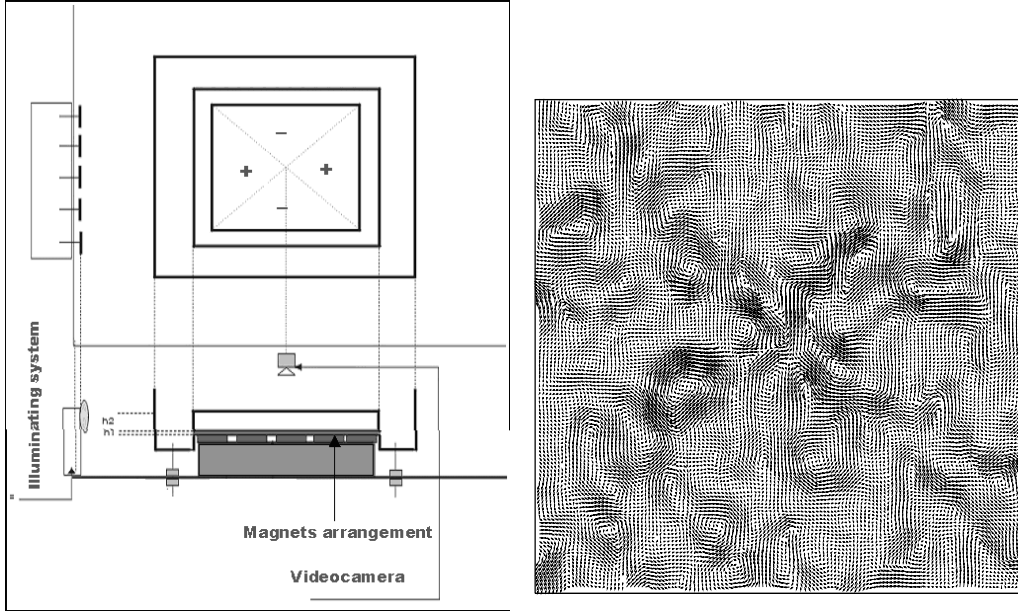 −
+ +
−
Illuminating system
h2
h1
Magnets arrangement
Videocamera